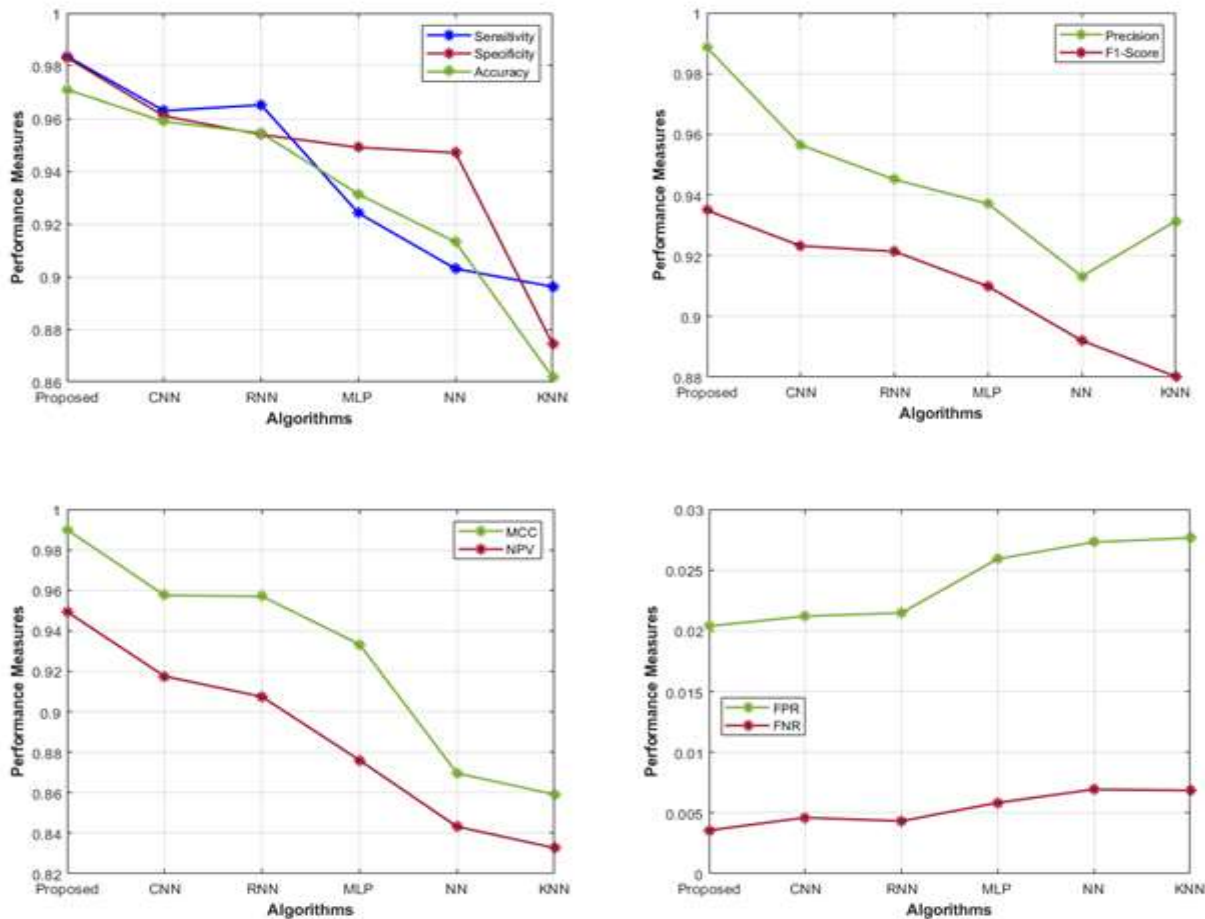 1
0.98
0.96
0.94
0.92
0.9
0.88
0.86
Performance Measures
Sensitivity
Specificity
Accuracy
Proposed CNN RNN MLP NN KNN
Algorithms
1
0.98
0.96
0.94
0.92
0.9
0.88
Performance Measures
Precision
F1-Score
Proposed CNN RNN MLP NN KNN
Algorithms
1
0.98
0.96
0.94
0.92
0.9
0.88
0.86
0.84
0.82
Performance Measures
MCC
NPV
Proposed CNN RNN MLP NN KNN
Algorithms
0.03
0.025
0.02
0.015
0.01
0.005
0
Performance Measures
FPR
FNR
Proposed CNN RNN MLP NN KNN
Algorithms